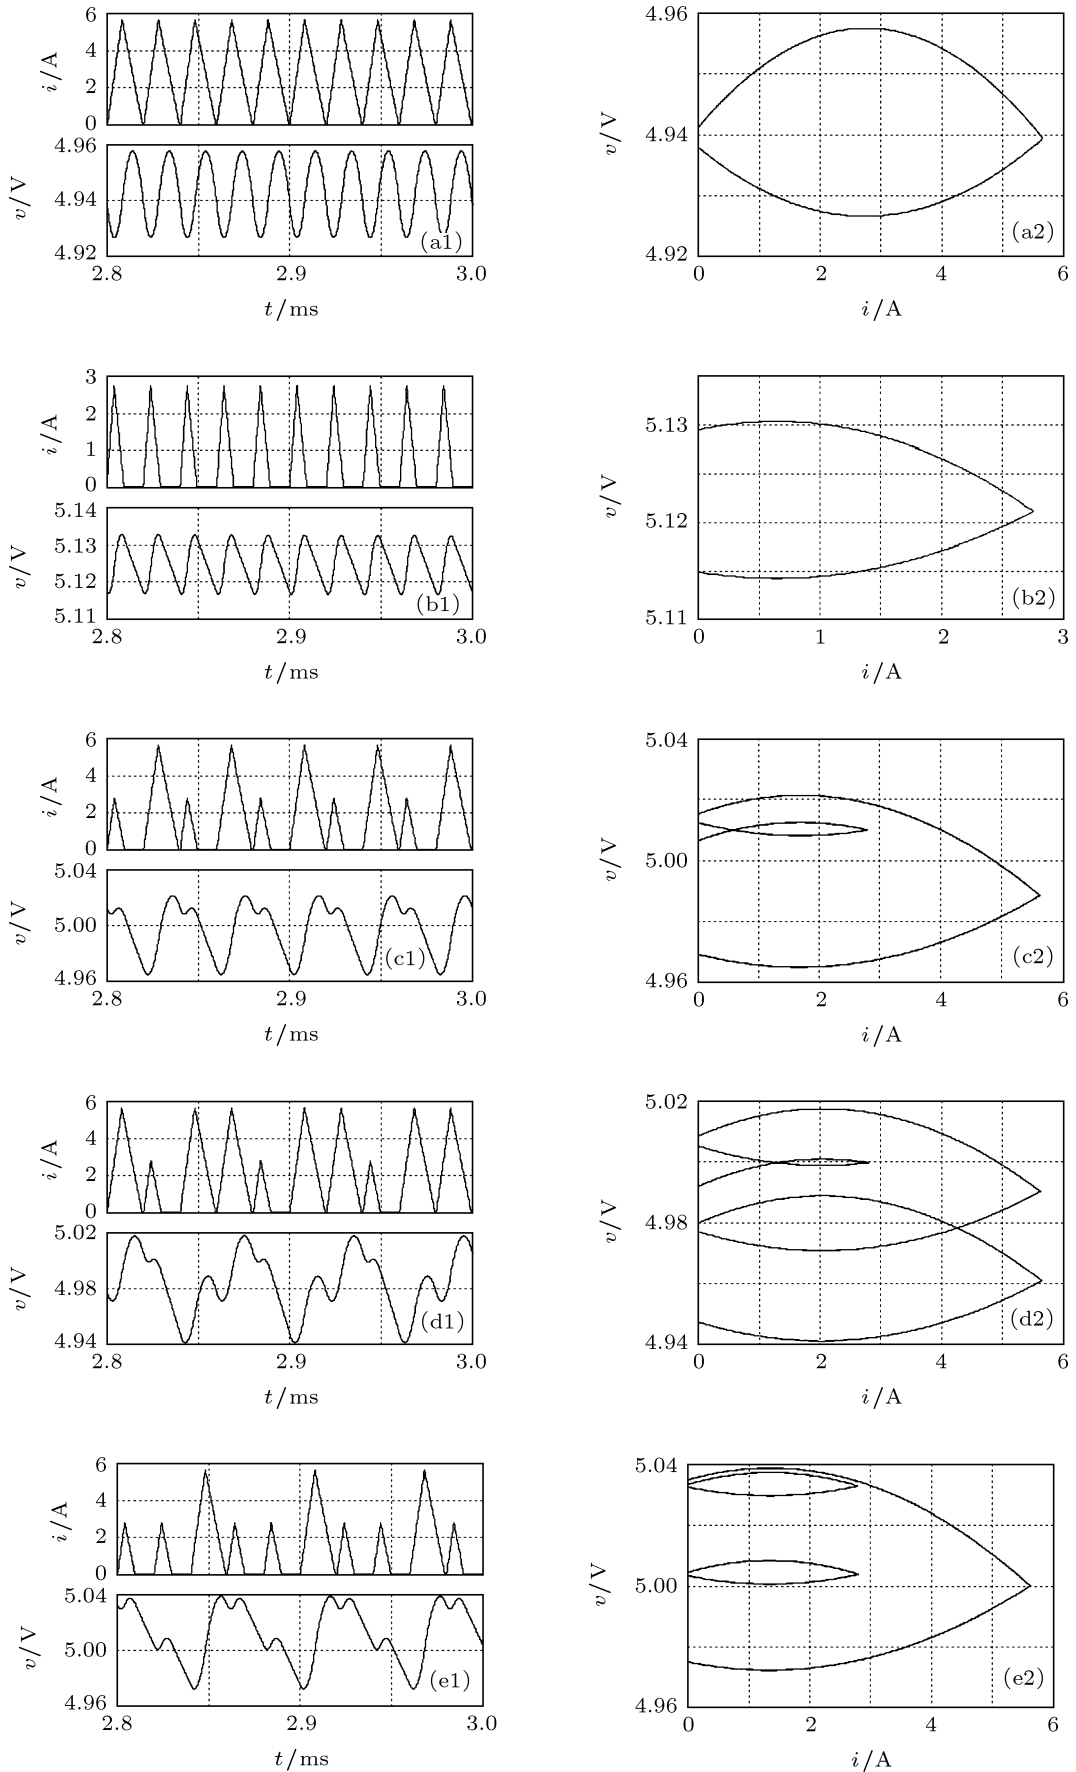 6
4
2
0
i/A
4.96
4.94
4.92
v/V
(a1)
2.8
2.9
3.0
t/ms
4.96
4.94
4.92
v/V
(a2)
0
2
4
6
i/A
3
2
1
0
i/A
5.14
5.13
5.12
5.11
v/V
(b1)
2.8
2.9
3.0
t/ms
5.13
5.12
5.11
v/V
(b2)
0
1
2
3
i/A
6
4
2
0
i/A
5.04
5.00
4.96
v/V
(c1)
2.8
2.9
3.0
t/ms
5.04
5.00
4.96
v/V
(c2)
0
2
4
6
i/A
6
4
2
0
i/A
5.02
4.98
4.94
v/V
(d1)
2.8
2.9
3.0
t/ms
5.02
4.98
4.94
v/V
(d2)
0
2
4
6
i/A
6
4
2
0
i/A
5.04
5.00
4.96
v/V
(e1)
2.8
2.9
3.0
t/ms
5.04
5.00
4.96
v/V
(e2)
0
2
4
6
i/A